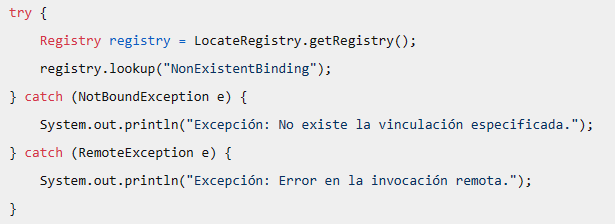 try {
    Registry registry = LocateRegistry.getRegistry();
    registry.lookup("NonExistentBinding");
} catch (NotBoundException e) {
    System.out.println("Excepción: No existe la vinculación especificada.");
} catch (RemoteException e) {
    System.out.println("Excepción: Error en la invocación remota.");
}